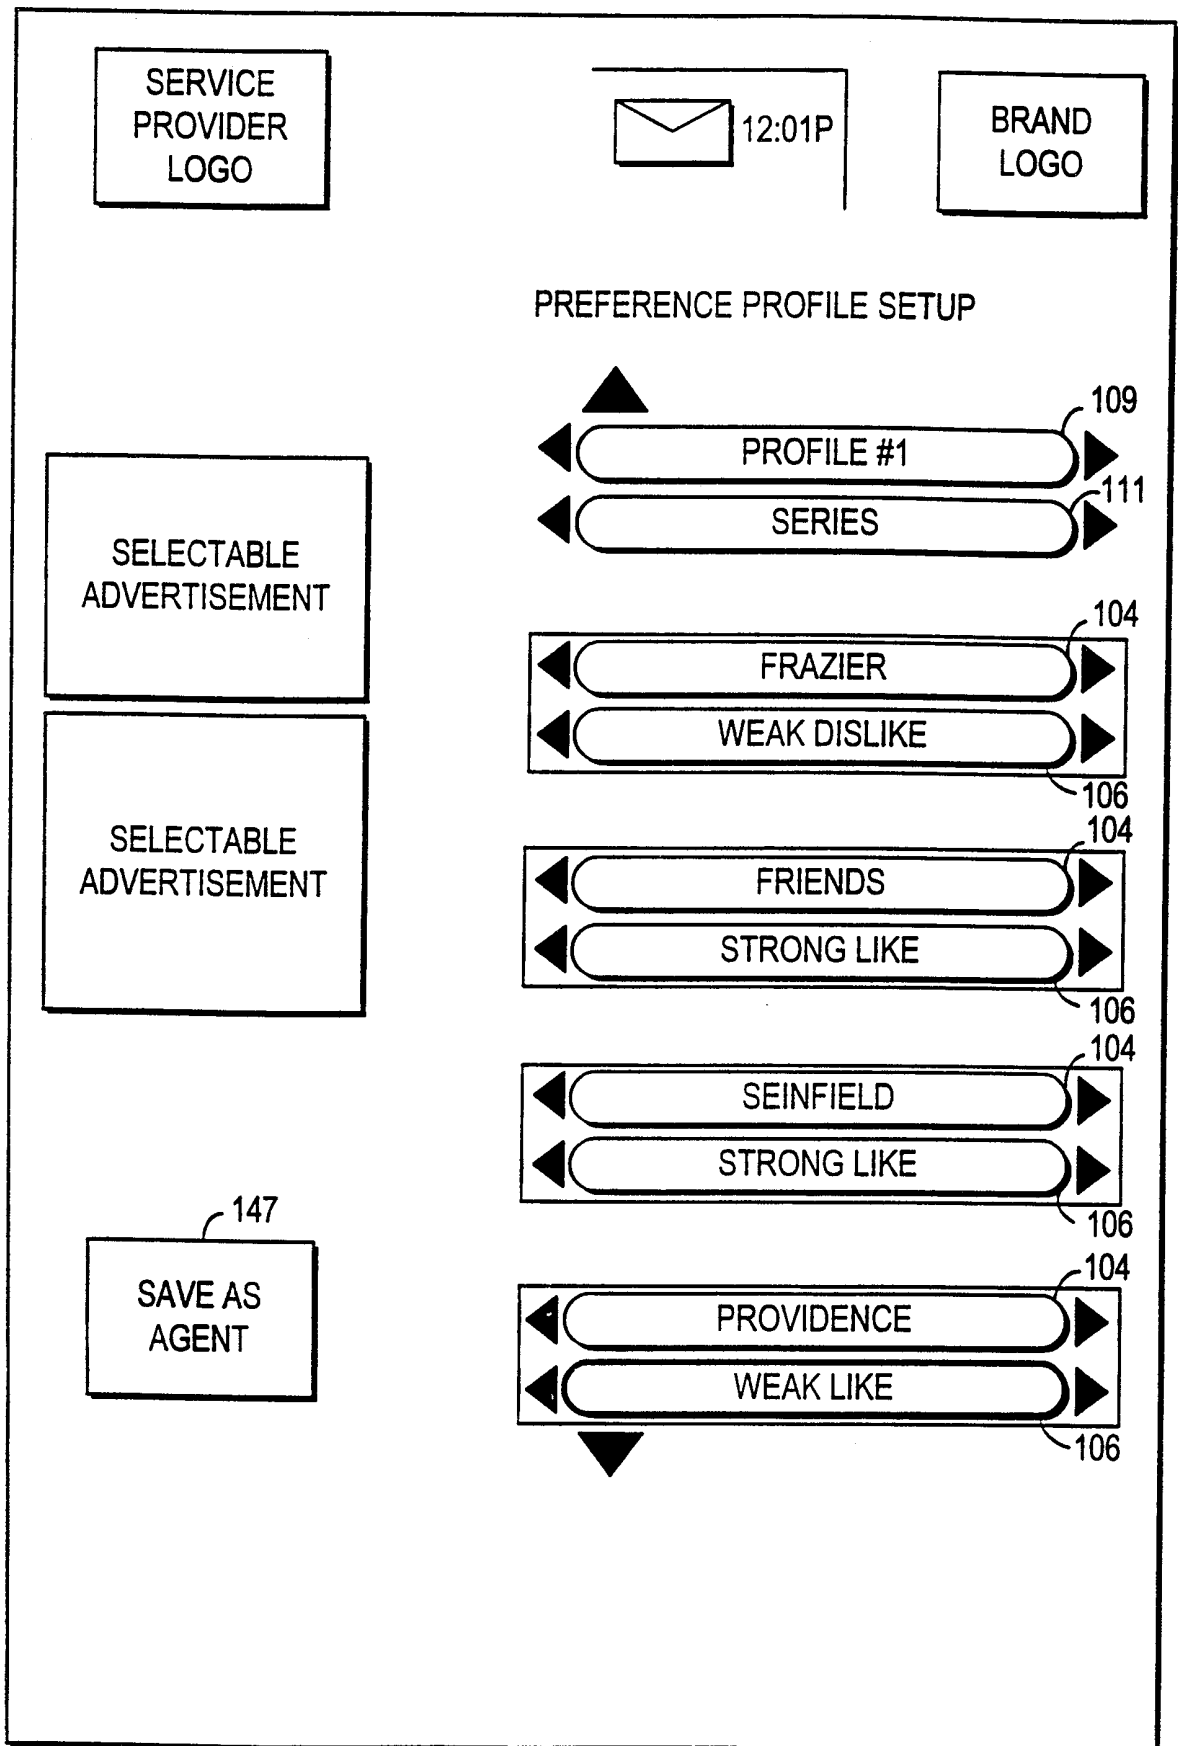 SERVICE
PROVIDER
LOGO
12:01P
BRAND
LOGO
PREFERENCE PROFILE SETUP
109
PROFILE #1
111
SERIES
SELECTABLE
ADVERTISEMENT
104
FRAZIER
WEAK DISLIKE
106
SELECTABLE
ADVERTISEMENT
104
FRIENDS
STRONG LIKE
106
104
SEINFIELD
STRONG LIKE
106
147
SAVE AS
AGENT
104
PROVIDENCE
WEAK LIKE
106